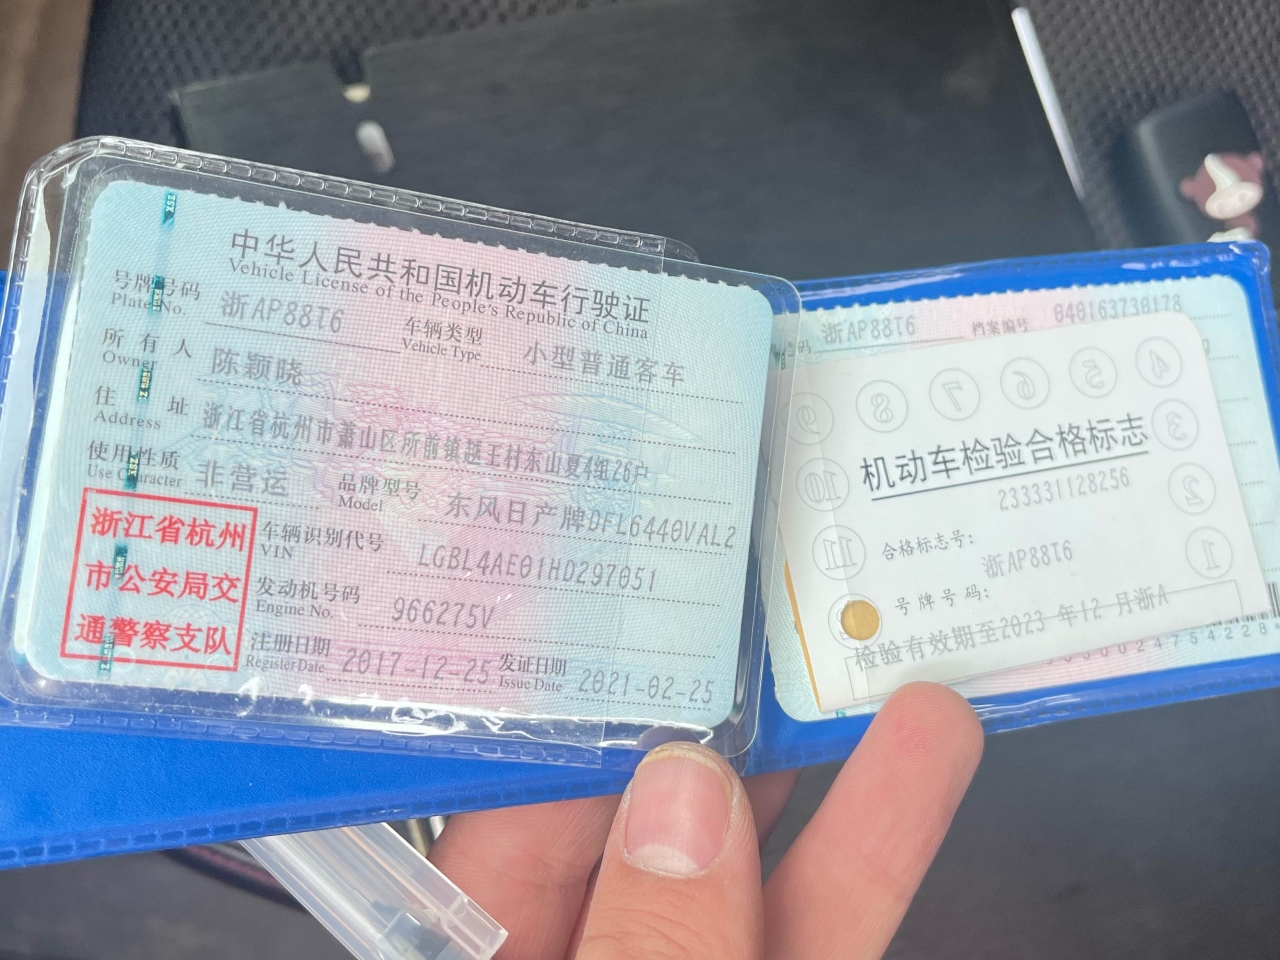 中华人民共和国机动车行驶证
Vehicle License of the People's Republic of China
号牌号码 浙AP88T6 车辆类型 小型普通客车
Plate No. Vehicle Type
所有人 陈颖晓
Owner
住址 浙江省杭州市萧山区所前镇越王村东山夏4组26户
Address
使用性质 非营运 品牌型号 东风日产牌DFL6440VAL2
Use Character Model
浙江省杭州
市公安局交
通警察支队
车辆识别代号 LGBL4AE01HD297051
VIN
发动机号码 966275V
Engine No.
注册日期 2017-12-25 发证日期 2021-02-25
Register Date Issue Date
码 浙AP88T6 档案编号 040163730178
4
5
6
7
8
9
3
机动车检验合格标志
10
2
233331128256
11
1
合格标志号:
浙AP88T6
号牌号码:
检验有效期至2023 年12 月浙A